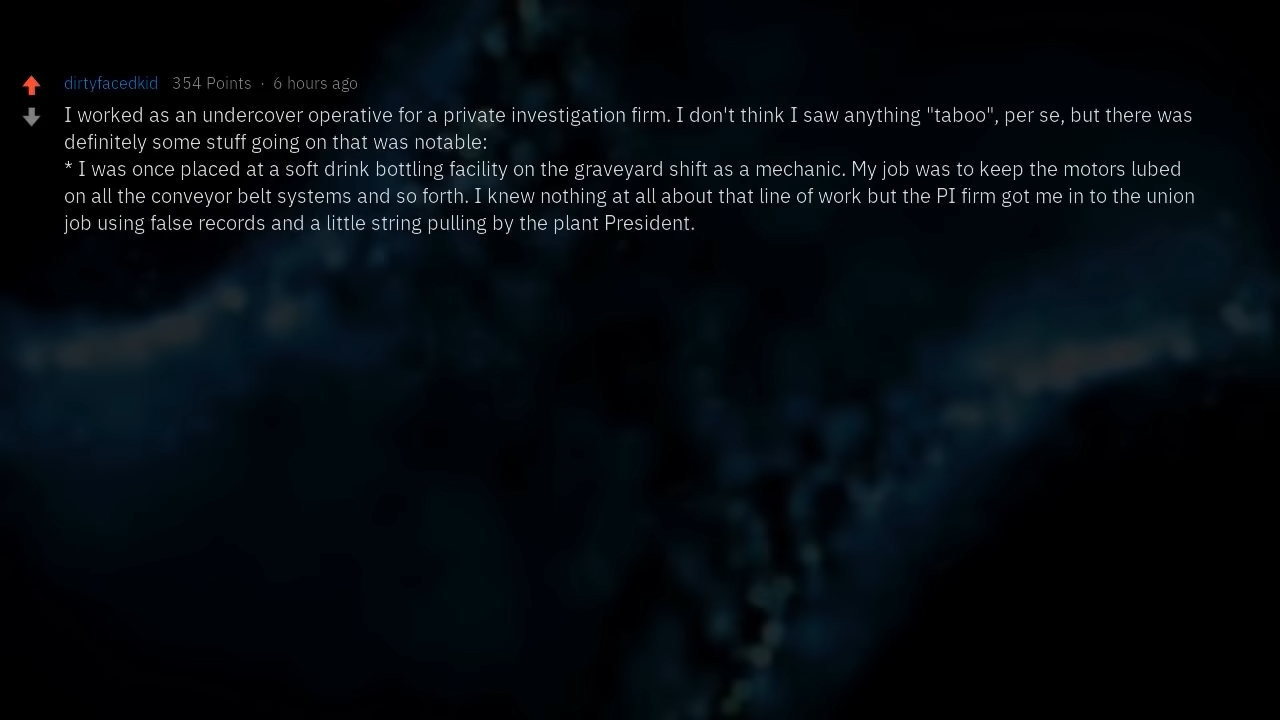 dirtyfacedkid 354 Points · 6 hours ago
I worked as an undercover operative for a private investigation firm. I don't think I saw anything "taboo", per se, but there was
definitely some stuff going on that was notable:
* I was once placed at a soft drink bottling facility on the graveyard shift as a mechanic. My job was to keep the motors lubed
on all the conveyor belt systems and so forth. I knew nothing at all about that line of work but the PI firm got me in to the union
job using false records and a little string pulling by the plant President.